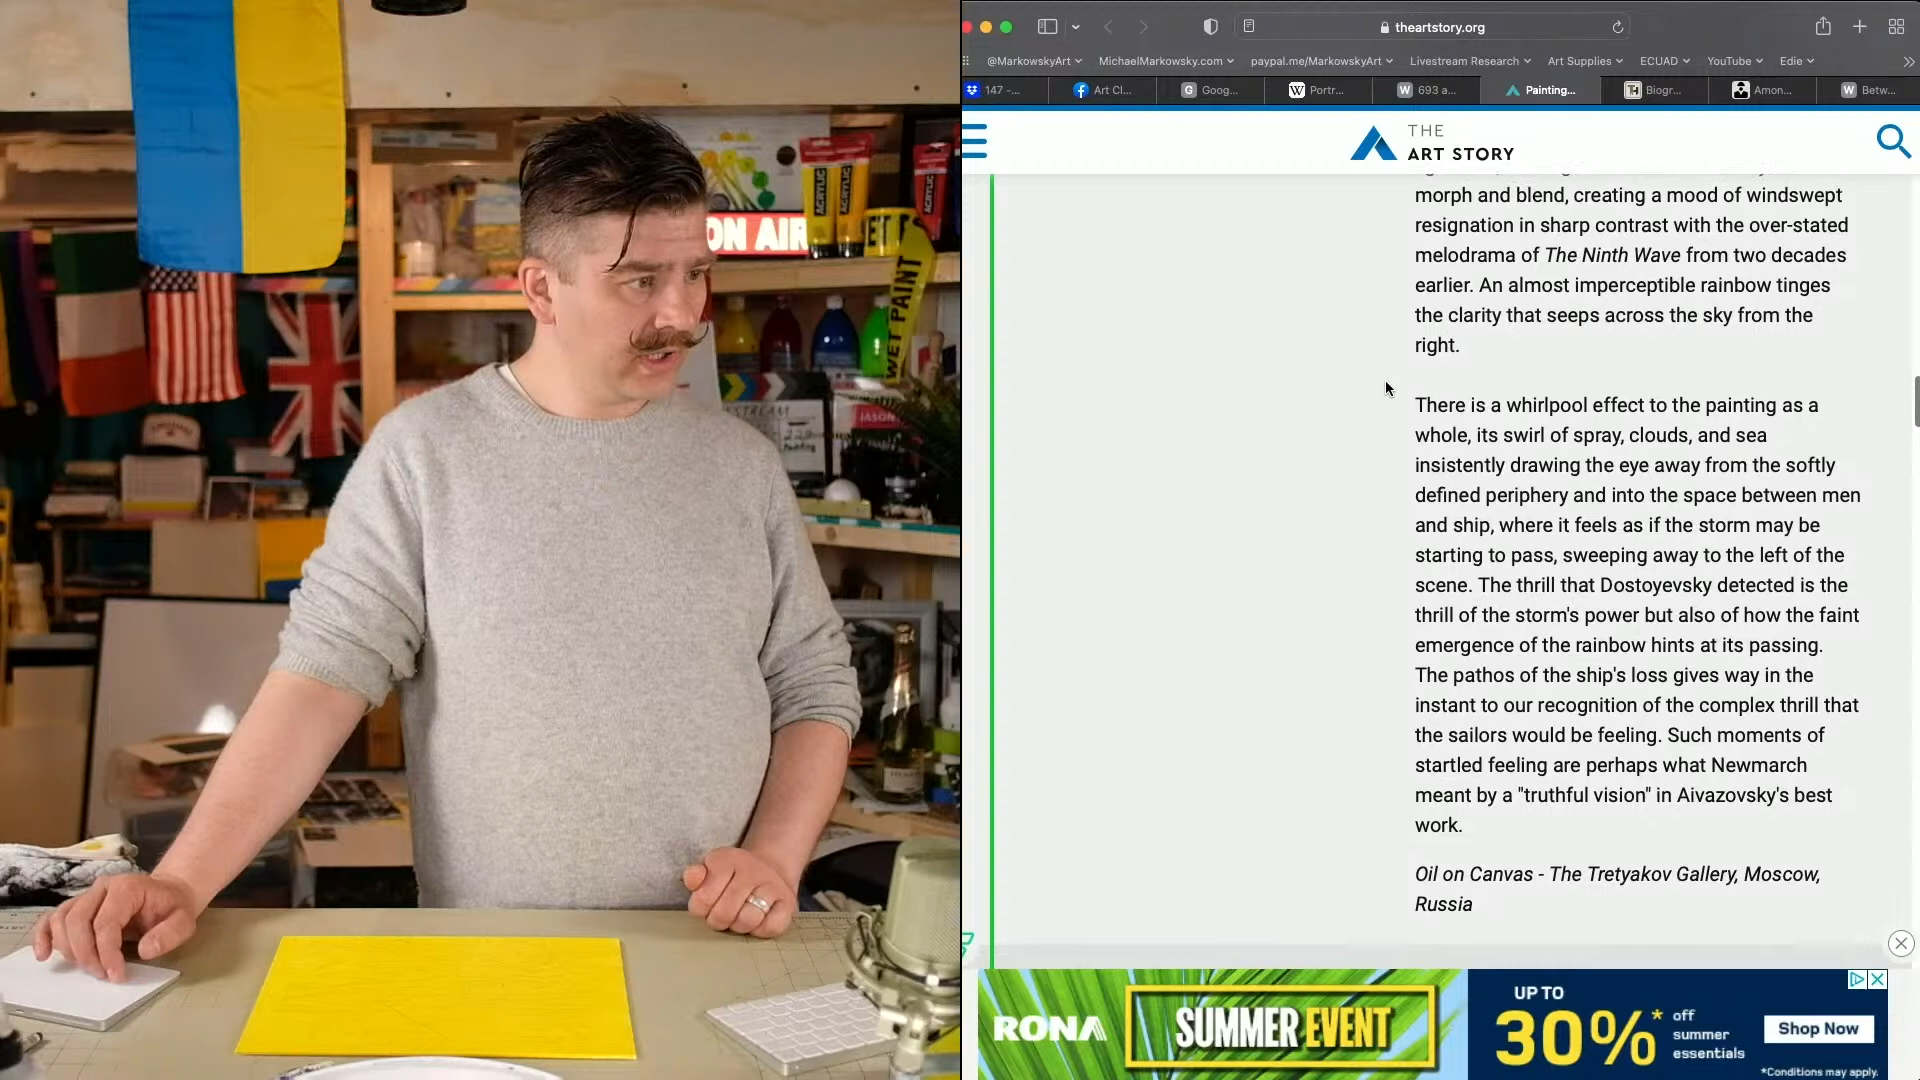 ON AIR
ACRYLIC
ACRYLIC
WET PAINT
JASON
theartstory.org
@MarkowskyArt
MichaelMarkowsky.com
paypal.me/MarkowskyArt
Livestream Research
Art Supplies
ECUAD
YouTube
Edie
147 -...
Art Cl...
Goog...
Portr...
693 a...
Painting...
Biogr...
Amon...
Betw...
THE
ART STORY
morph and blend, creating a mood of windswept
resignation in sharp contrast with the over-stated
melodrama of The Ninth Wave from two decades
earlier. An almost imperceptible rainbow tinges
the clarity that seeps across the sky from the
right.
There is a whirlpool effect to the painting as a
whole, its swirl of spray, clouds, and sea
insistently drawing the eye away from the softly
defined periphery and into the space between men
and ship, where it feels as if the storm may be
starting to pass, sweeping away to the left of the
scene. The thrill that Dostoyevsky detected is the
thrill of the storm's power but also of how the faint
emergence of the rainbow hints at its passing.
The pathos of the ship's loss gives way in the
instant to our recognition of the complex thrill that
the sailors would be feeling. Such moments of
startled feeling are perhaps what Newmarch
meant by a "truthful vision" in Aivazovsky's best
work.
Oil on Canvas - The Tretyakov Gallery, Moscow,
Russia
RONA
SUMMER EVENT
UP TO
30%*
off
summer
essentials
Shop Now
*Conditions may apply.